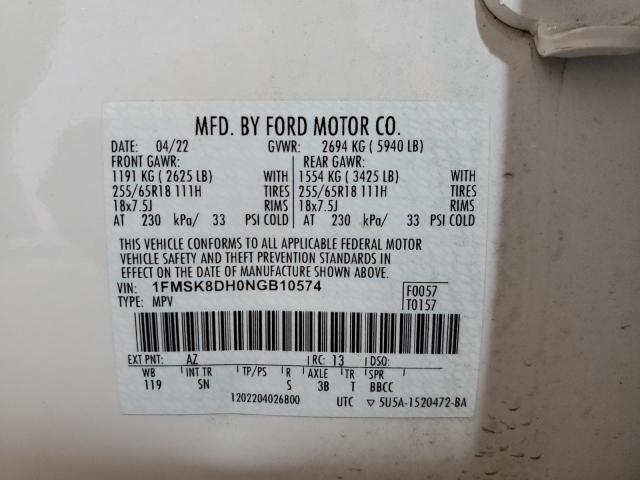 MFD. BY FORD MOTOR CO.
DATE: 04/22 GVWR: 2694 KG ( 5940 LB)
FRONT GAWR: REAR GAWR:
1191 KG ( 2625 LB) WITH 1554 KG ( 3425 LB) WITH
255/65R18 111H TIRES 255/65R18 111H TIRES
18x7.5J RIMS 18x7.5J RIMS
AT 230 kPa/ 33 PSI COLD AT 230 kPa/ 33 PSI COLD
THIS VEHICLE CONFORMS TO ALL APPLICABLE FEDERAL MOTOR
VEHICLE SAFETY AND THEFT PREVENTION STANDARDS IN
EFFECT ON THE DATE OF MANUFACTURE SHOWN ABOVE.
VIN: 1FMSK8DH0NGB10574 F0057
TYPE: MPV T0157
EXT PNT: AZ RC: 13 DSO:
WB INT TR TP/PS R AXLE TR SPR
119 SN S 3B T BBCC
1202204026800 UTC ▽ 5U5A-1520472-BA